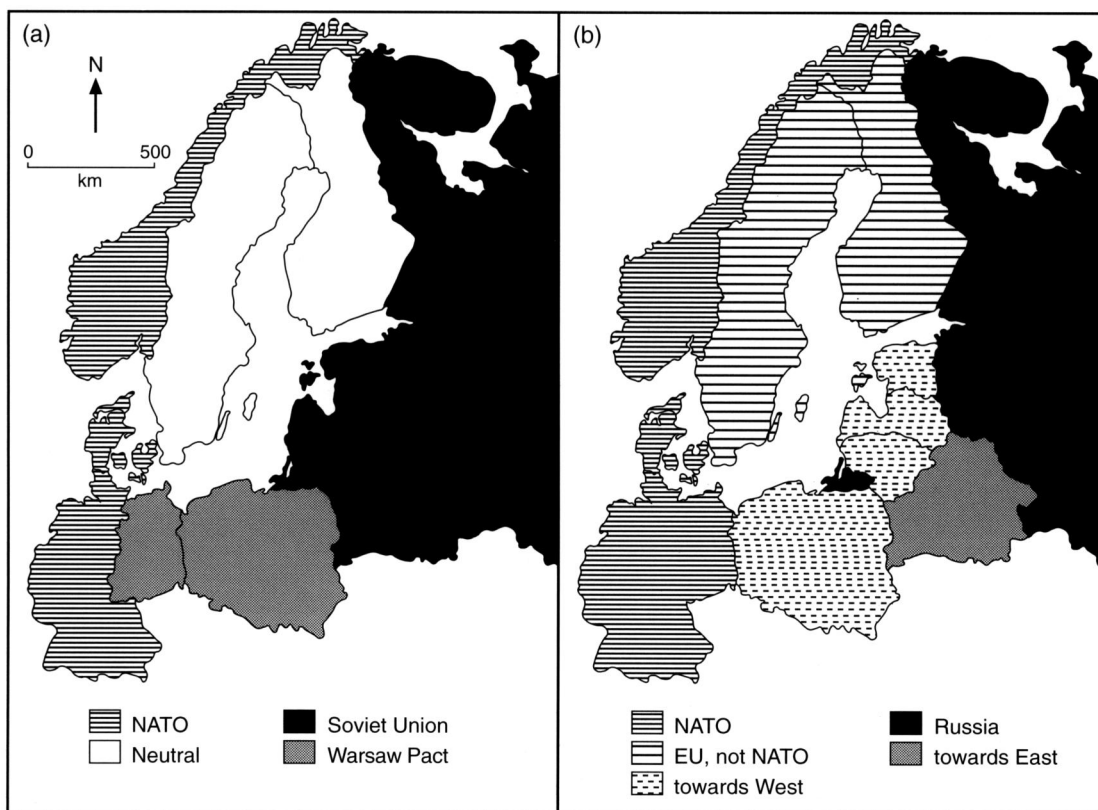 (a)
N
0 500
km
NATO
Neutral
Soviet Union
Warsaw Pact
(b)
NATO
EU, not NATO
towards West
Russia
towards East